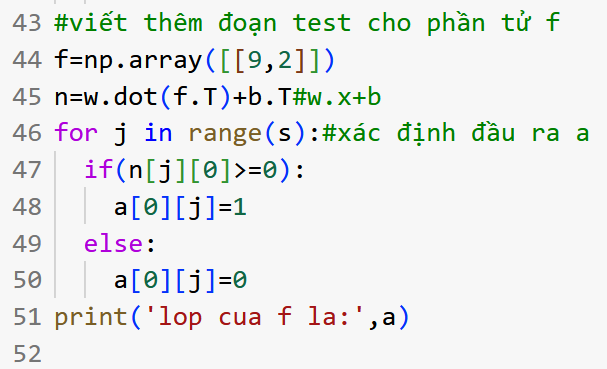 43 #viết thêm đoạn test cho phần tử f
44 f=np.array([[9,2]])
45 n=w.dot(f.T)+b.T#w.x+b
46 for j in range(s):#xác định đầu ra a
47   if(n[j][0]>=0):
48     a[0][j]=1
49   else:
50     a[0][j]=0
51 print('lop cua f la:',a)
52